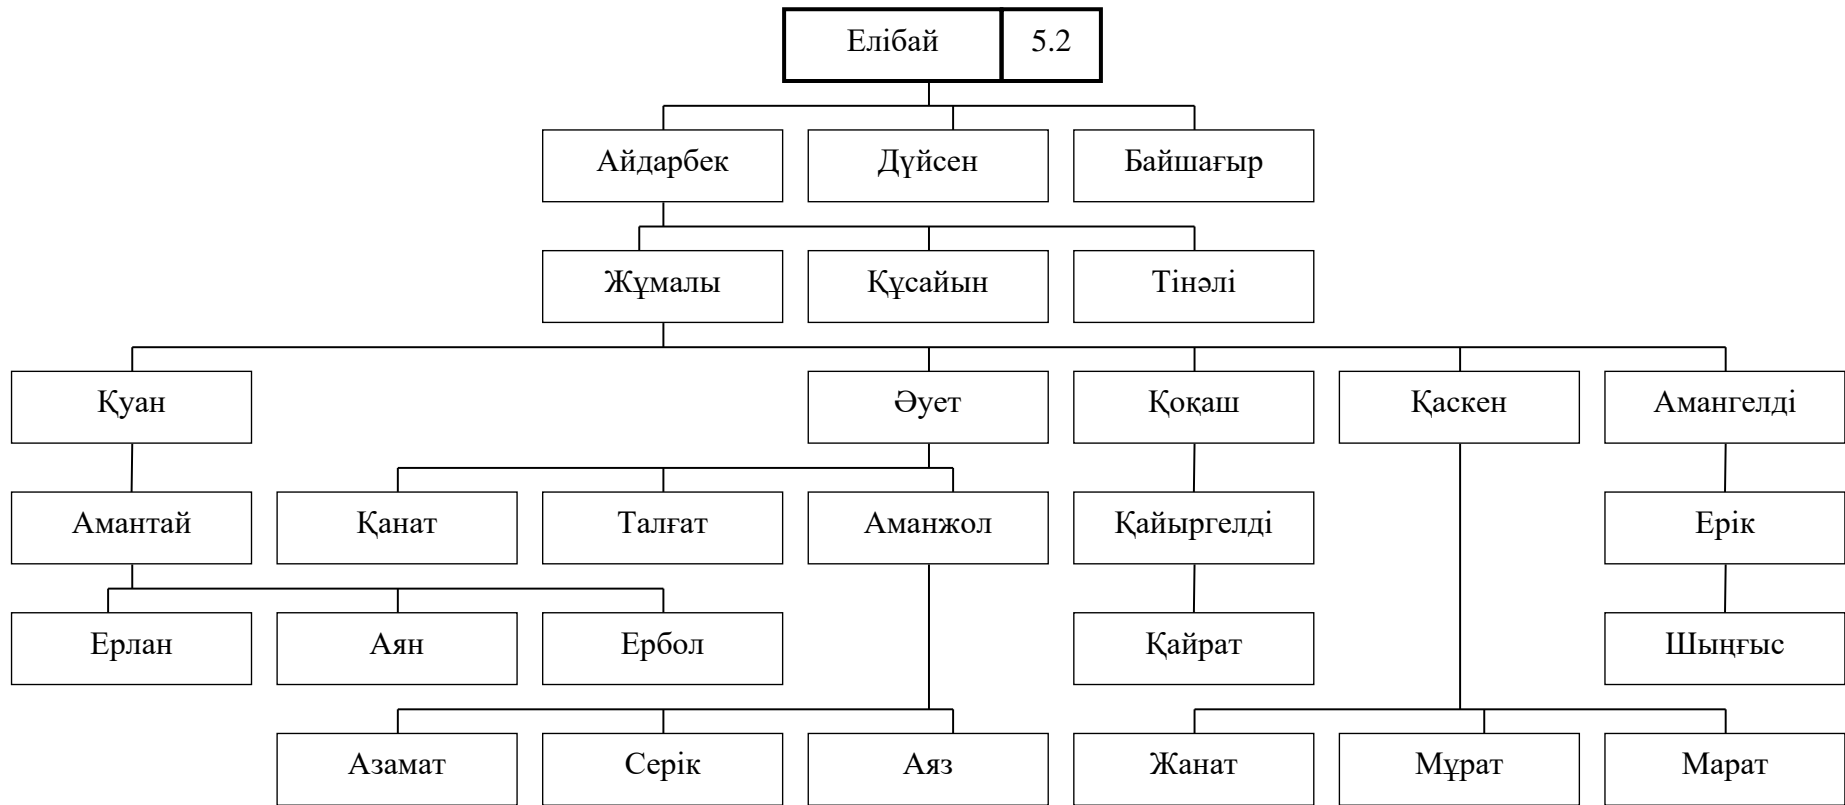 Елібай 5.2
Айдарбек Дүйсен Байшағыр
Жұмалы Құсайын Тінәлі
Қуан Әует Қоқаш Қаскен Амангелді
Амантай Қанат Талғат Аманжол Қайыргелді Ерік
Ерлан Аян Ербол Қайрат Шыңғыс
Азамат Серік Аяз Жанат Мұрат Марат